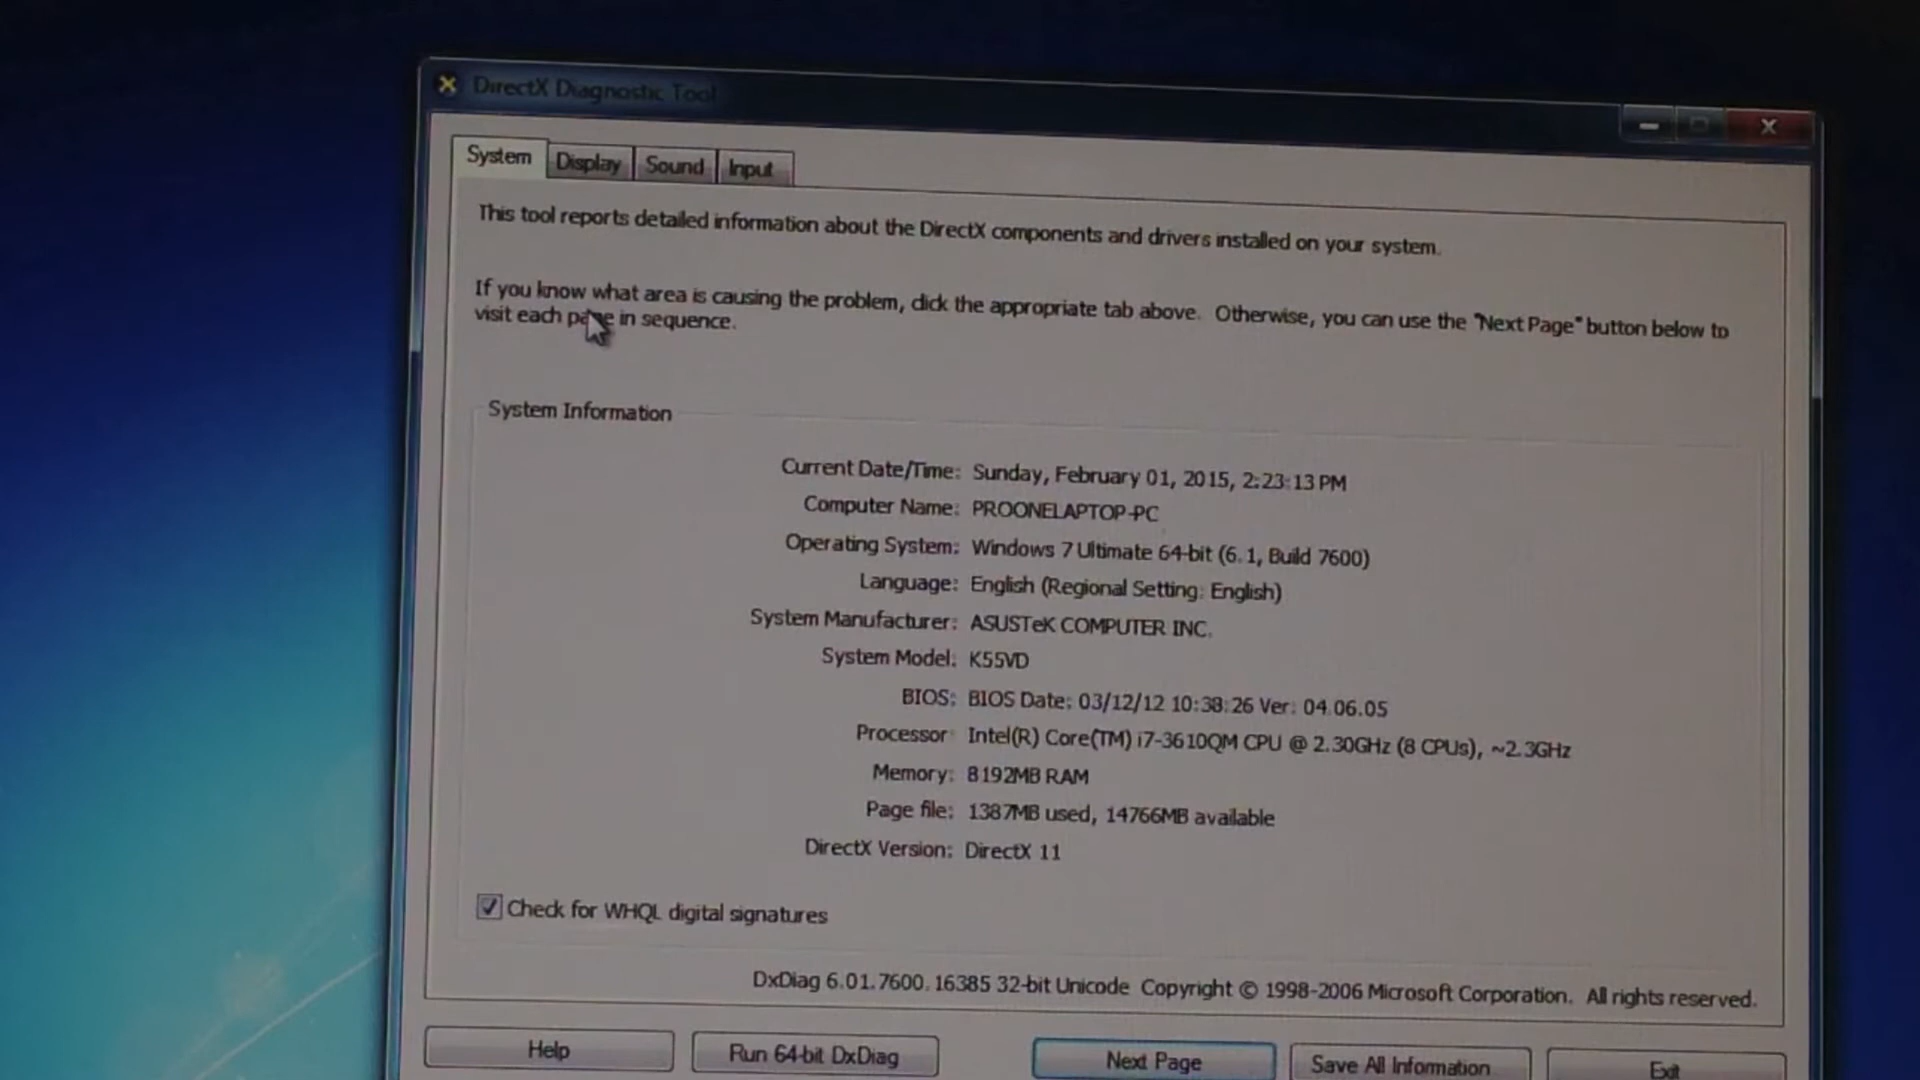 DirectX Diagnostic Tool
System Display Sound Input
This tool reports detailed information about the DirectX components and drivers installed on your system.
If you know what area is causing the problem, click the appropriate tab above. Otherwise, you can use the "Next Page" button below to
visit each page in sequence.
System Information
Current Date/Time: Sunday, February 01, 2015, 2:23:13 PM
Computer Name: PROONELAPTOP-PC
Operating System: Windows 7 Ultimate 64-bit (6.1, Build 7600)
Language: English (Regional Setting: English)
System Manufacturer: ASUSTeK COMPUTER INC.
System Model: K55VD
BIOS: BIOS Date: 03/12/12 10:38:26 Ver: 04.06.05
Processor: Intel(R) Core(TM) i7-3610QM CPU @ 2.30GHz (8 CPUs), ~2.3GHz
Memory: 8192MB RAM
Page file: 1387MB used, 14766MB available
DirectX Version: DirectX 11
Check for WHQL digital signatures
DxDiag 6.01.7600.16385 32-bit Unicode Copyright © 1998-2006 Microsoft Corporation. All rights reserved.
Help Run 64-bit DxDiag Next Page Save All Information Exit